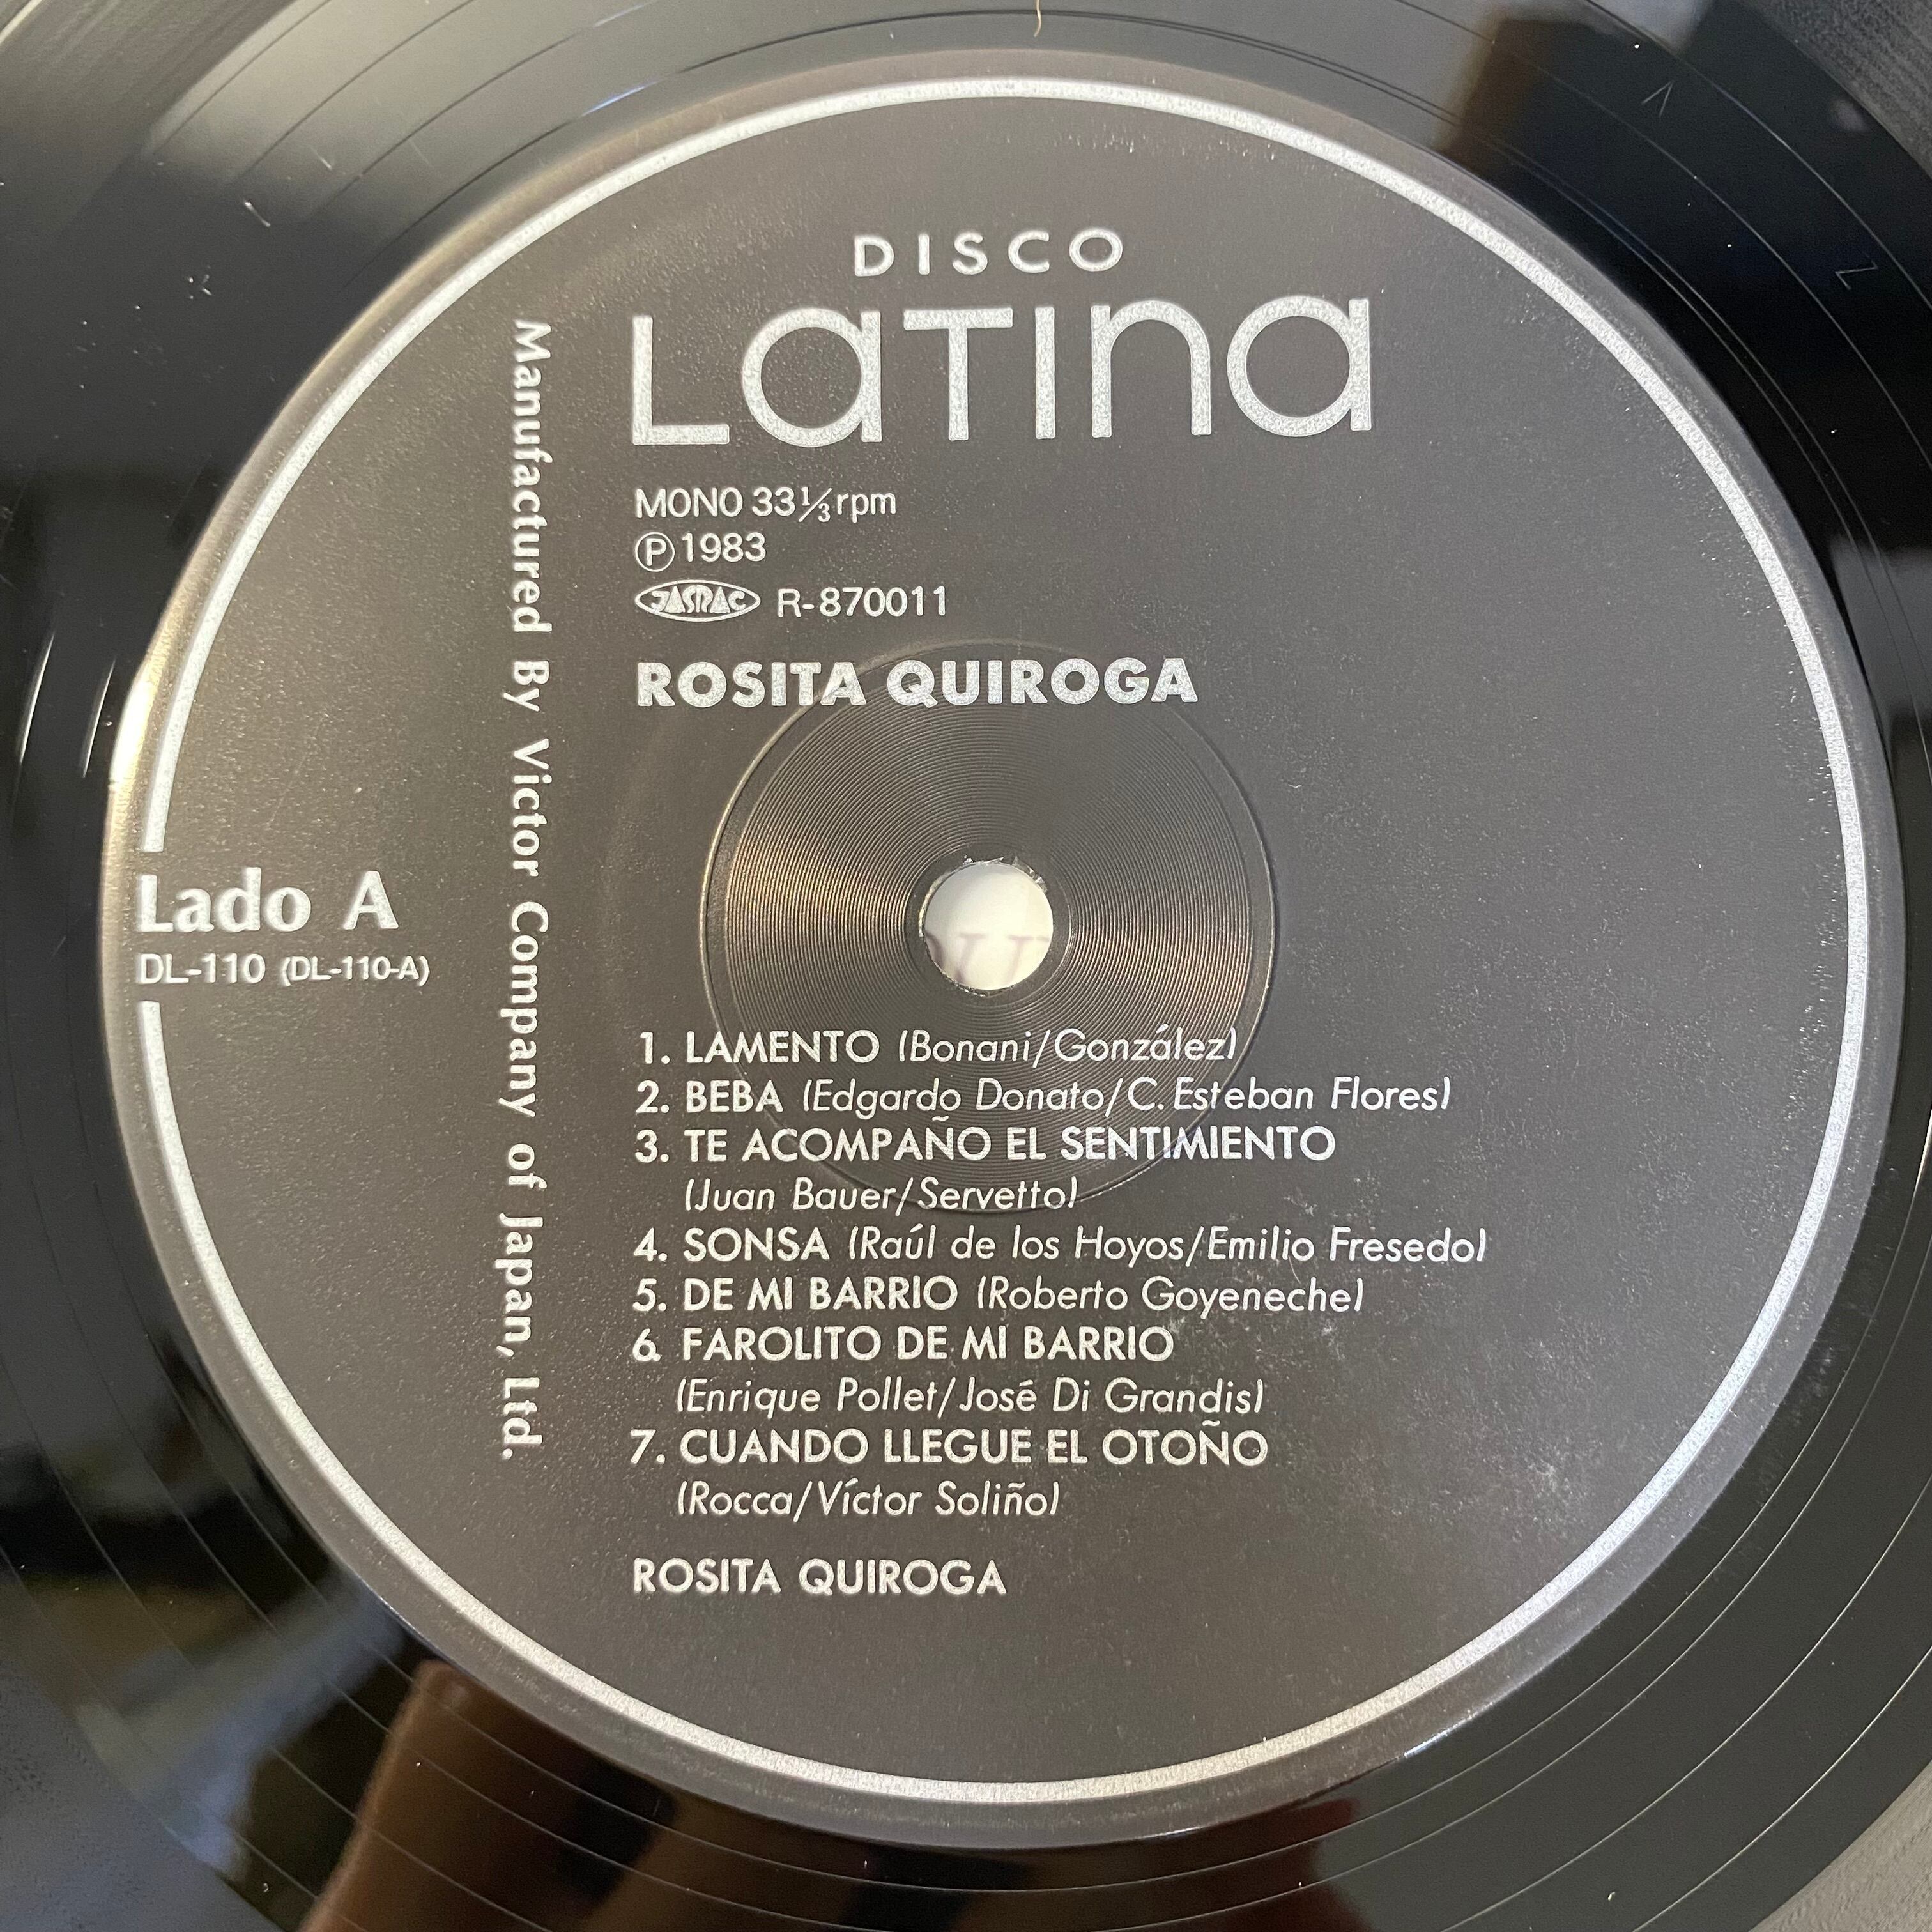 DISCO
LaTIna
MONO 33⅓rpm
℗1983
JASRAC R-870011
ROSITA QUIROGA
Manufactured By Victor Company of Japan, Ltd.
Lado A
DL-110 (DL-110-A)
1. LAMENTO (Bonani/González)
2. BEBA (Edgardo Donato/C. Esteban Flores)
3. TE ACOMPAÑO EL SENTIMIENTO
(Juan Bauer/Servetto)
4. SONSA (Raúl de los Hoyos/Emilio Fresedo)
5. DE MI BARRIO (Roberto Goyeneche)
6. FAROLITO DE MI BARRIO
(Enrique Pollet/José Di Grandis)
7. CUANDO LLEGUE EL OTOÑO
(Rocca/Víctor Soliño)
ROSITA QUIROGA